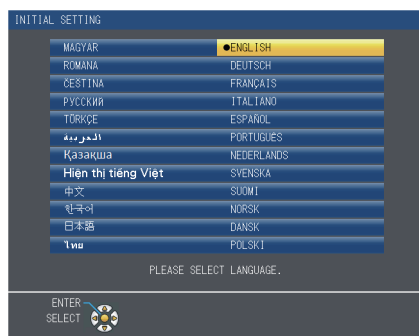 INITIAL SETTING
MAGYAR ●ENGLISH
ROMANA DEUTSCH
ČEŠTINA FRANÇAIS
РУССКИЙ ITALIANO
TÜRKÇE ESPAÑOL
العربية PORTUGUÊS
Қазақша NEDERLANDS
Hiện thị tiếng Việt SVENSKA
中文 SUOMI
한국어 NORSK
日本語 DANSK
ไทย POLSKI
PLEASE SELECT LANGUAGE.
ENTER
SELECT